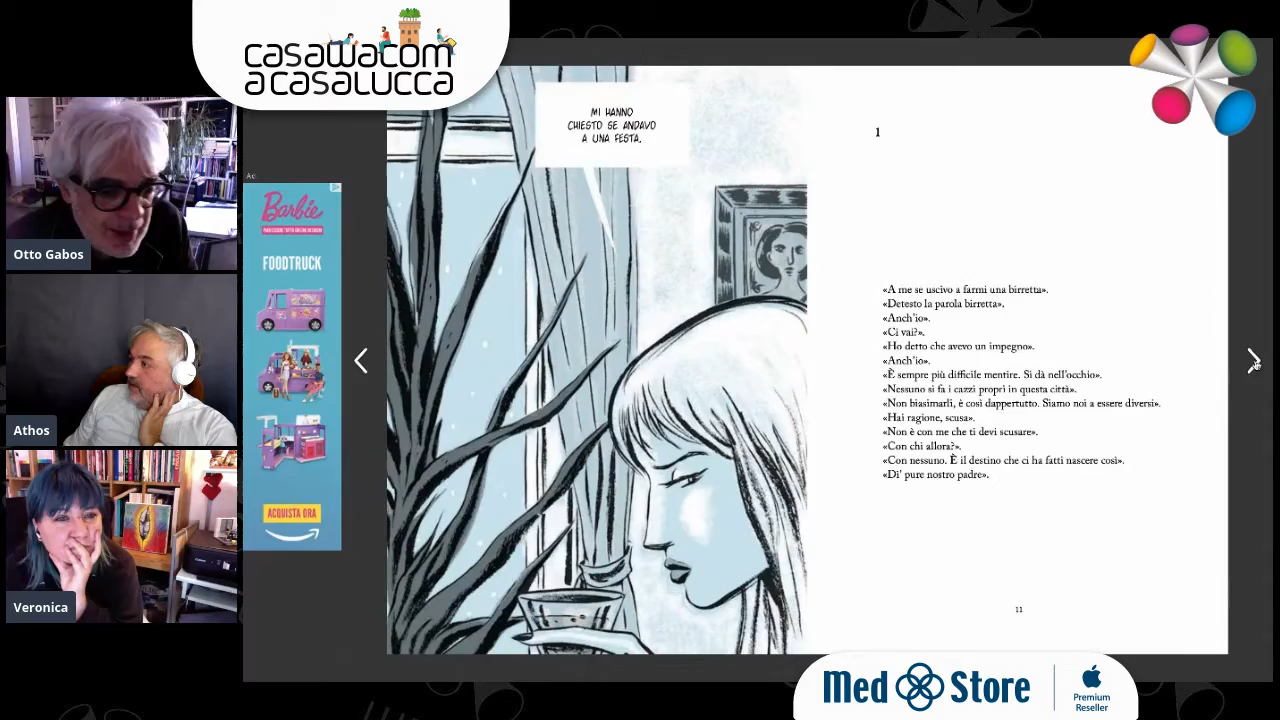 casawacom
a casalucca
Otto Gabos
Athos
Veronica
Ad
Barbie
FOODTRUCK
ACQUISTA ORA
MI HANNO
CHIESTO SE ANDAVO
A UNA FESTA.
1
«A me se uscivo a farmi una birretta».
«Detesto la parola birretta».
«Anch'io».
«Ci vai?».
«Ho detto che avevo un impegno».
«Anch'io».
«È sempre più difficile mentire. Si dà nell'occhio».
«Nessuno si fa i cazzi propri in questa città».
«Non biasimarli, è così dappertutto. Siamo noi a essere diversi».
«Hai ragione, scusa».
«Non è con me che ti devi scusare».
«Con chi allora?».
«Con nessuno. È il destino che ci ha fatti nascere così».
«Di' pure nostro padre».
11
Med Store
Premium
Reseller